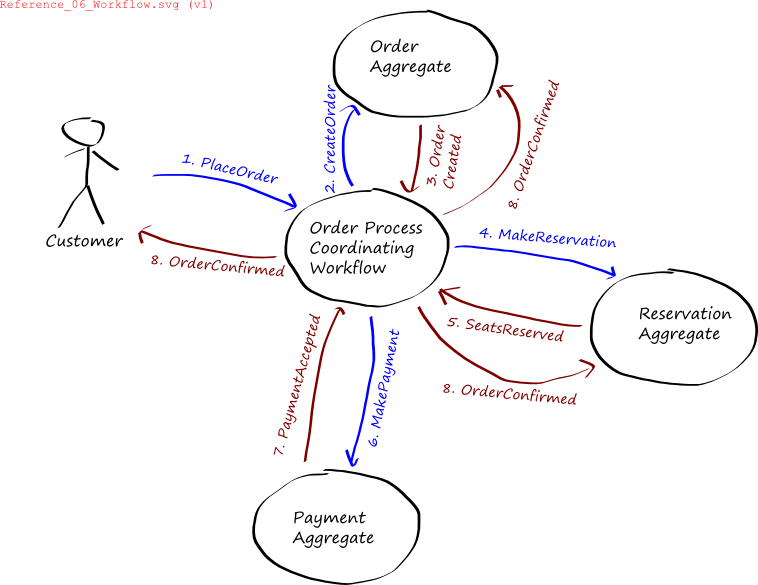 Reference_06_Workflow.svg (v1)
Order
Aggregate
1. PlaceOrder
2. CreateOrder
3. Order
Created
8. OrderConfirmed
Customer
Order Process
Coordinating
Workflow
4. MakeReservation
8. OrderConfirmed
Reservation
Aggregate
5. SeatsReserved
8. OrderConfirmed
7. PaymentAccepted
6. MakePayment
Payment
Aggregate